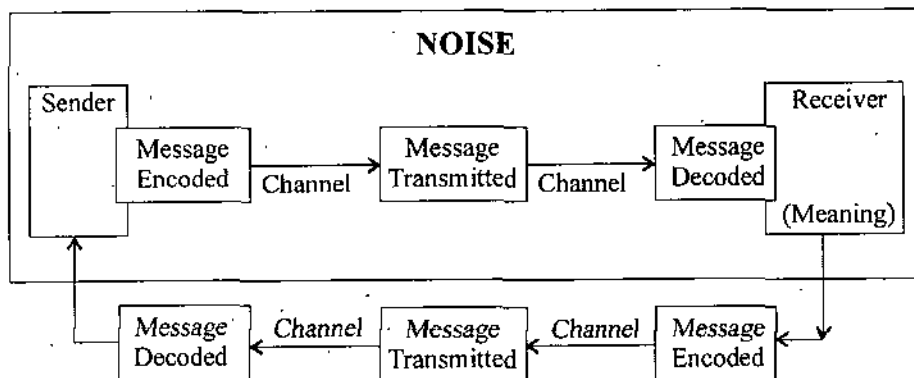 NOISE
Sender
Receiver
Message
Encoded
Channel
Message
Transmitted
Channel
Message
Decoded
(Meaning)
Message
Decoded
Channel
Message
Transmitted
Channel
Message
Encoded